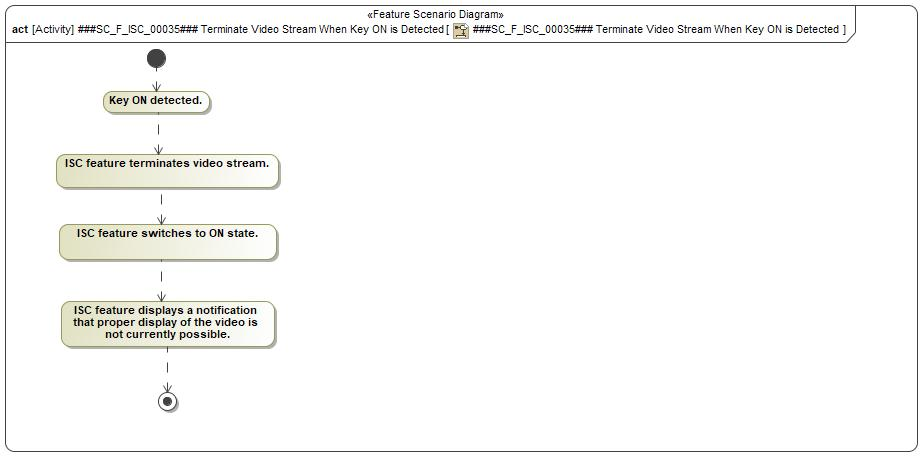 «Feature Scenario Diagram»
act [Activity] ###SC_F_ISC_00035### Terminate Video Stream When Key ON is Detected [ ###SC_F_ISC_00035### Terminate Video Stream When Key ON is Detected ]
Key ON detected.
ISC feature terminates video stream.
ISC feature switches to ON state.
ISC feature displays a notification
that proper display of the video is
not currently possible.